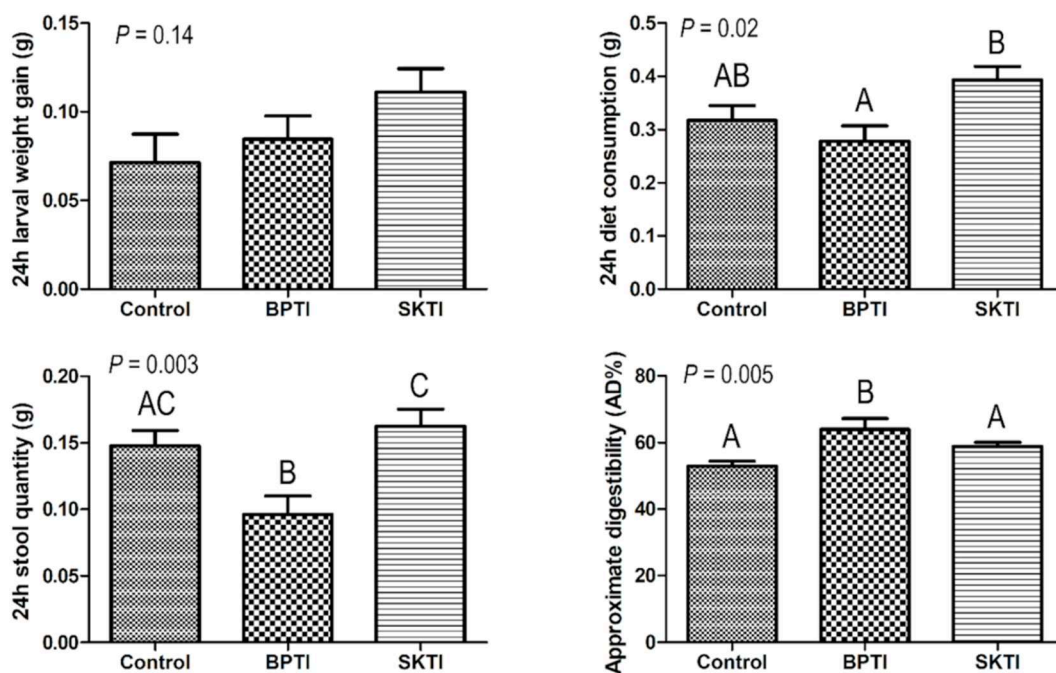 24h larval weight gain (g)
0.15
0.10
0.05
0.00
P = 0.14
Control
BPTI
SKTI
24h diet consumption (g)
0.5
0.4
0.3
0.2
0.1
0.0
P = 0.02
AB
A
B
Control
BPTI
SKTI
24h stool quantity (g)
0.20
0.15
0.10
0.05
0.00
P = 0.003
AC
B
C
Control
BPTI
SKTI
Approximate digestibility (AD%)
80
60
40
20
0
P = 0.005
A
B
A
Control
BPTI
SKTI